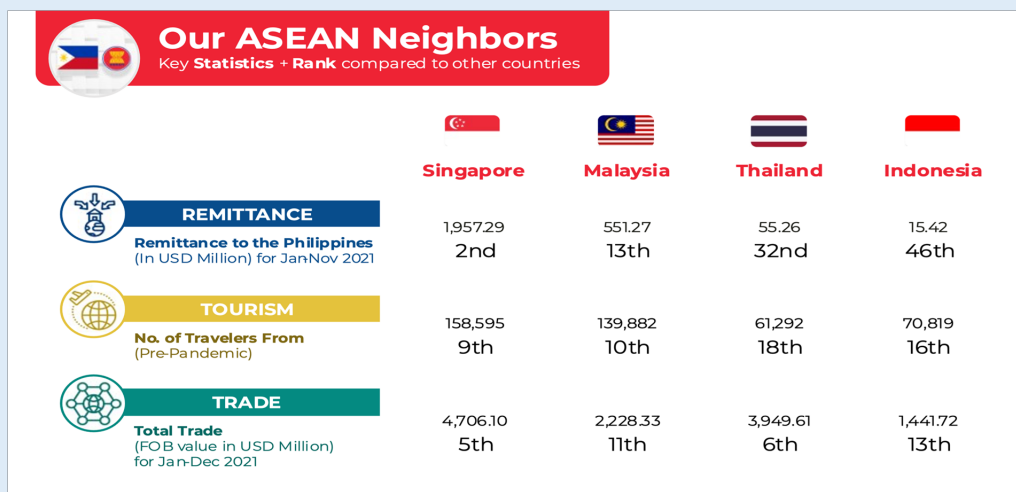 Our ASEAN Neighbors
Key Statistics + Rank compared to other countries
Singapore Malaysia Thailand Indonesia
REMITTANCE
Remittance to the Philippines
(In USD Million) for Jan-Nov 2021
1,957.29 551.27 55.26 15.42
2nd 13th 32nd 46th
TOURISM
No. of Travelers From
(Pre-Pandemic)
158,595 139,882 61,292 70,819
9th 10th 18th 16th
TRADE
Total Trade
(FOB value in USD Million)
for Jan-Dec 2021
4,706.10 2,228.33 3,949.61 1,441.72
5th 11th 6th 13th